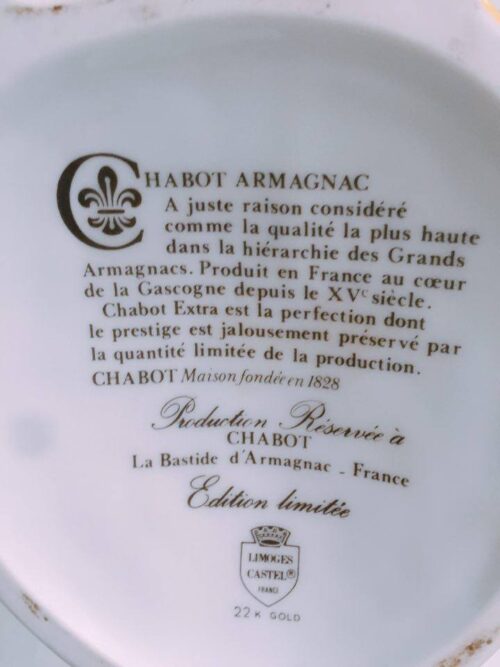 CHABOT ARMAGNAC
A juste raison considéré
comme la qualité la plus haute
dans la hiérarchie des Grands
Armagnacs. Produit en France au cœur
de la Gascogne depuis le XVᵉ siècle.
Chabot Extra est la perfection dont
le prestige est jalousement préservé par
la quantité limitée de la production.
CHABOT Maison fondée en 1828
Production Réservée à
CHABOT
La Bastide d'Armagnac - France
Edition limitée
LIMOGES
CASTEL®
FRANCE
22 K GOLD